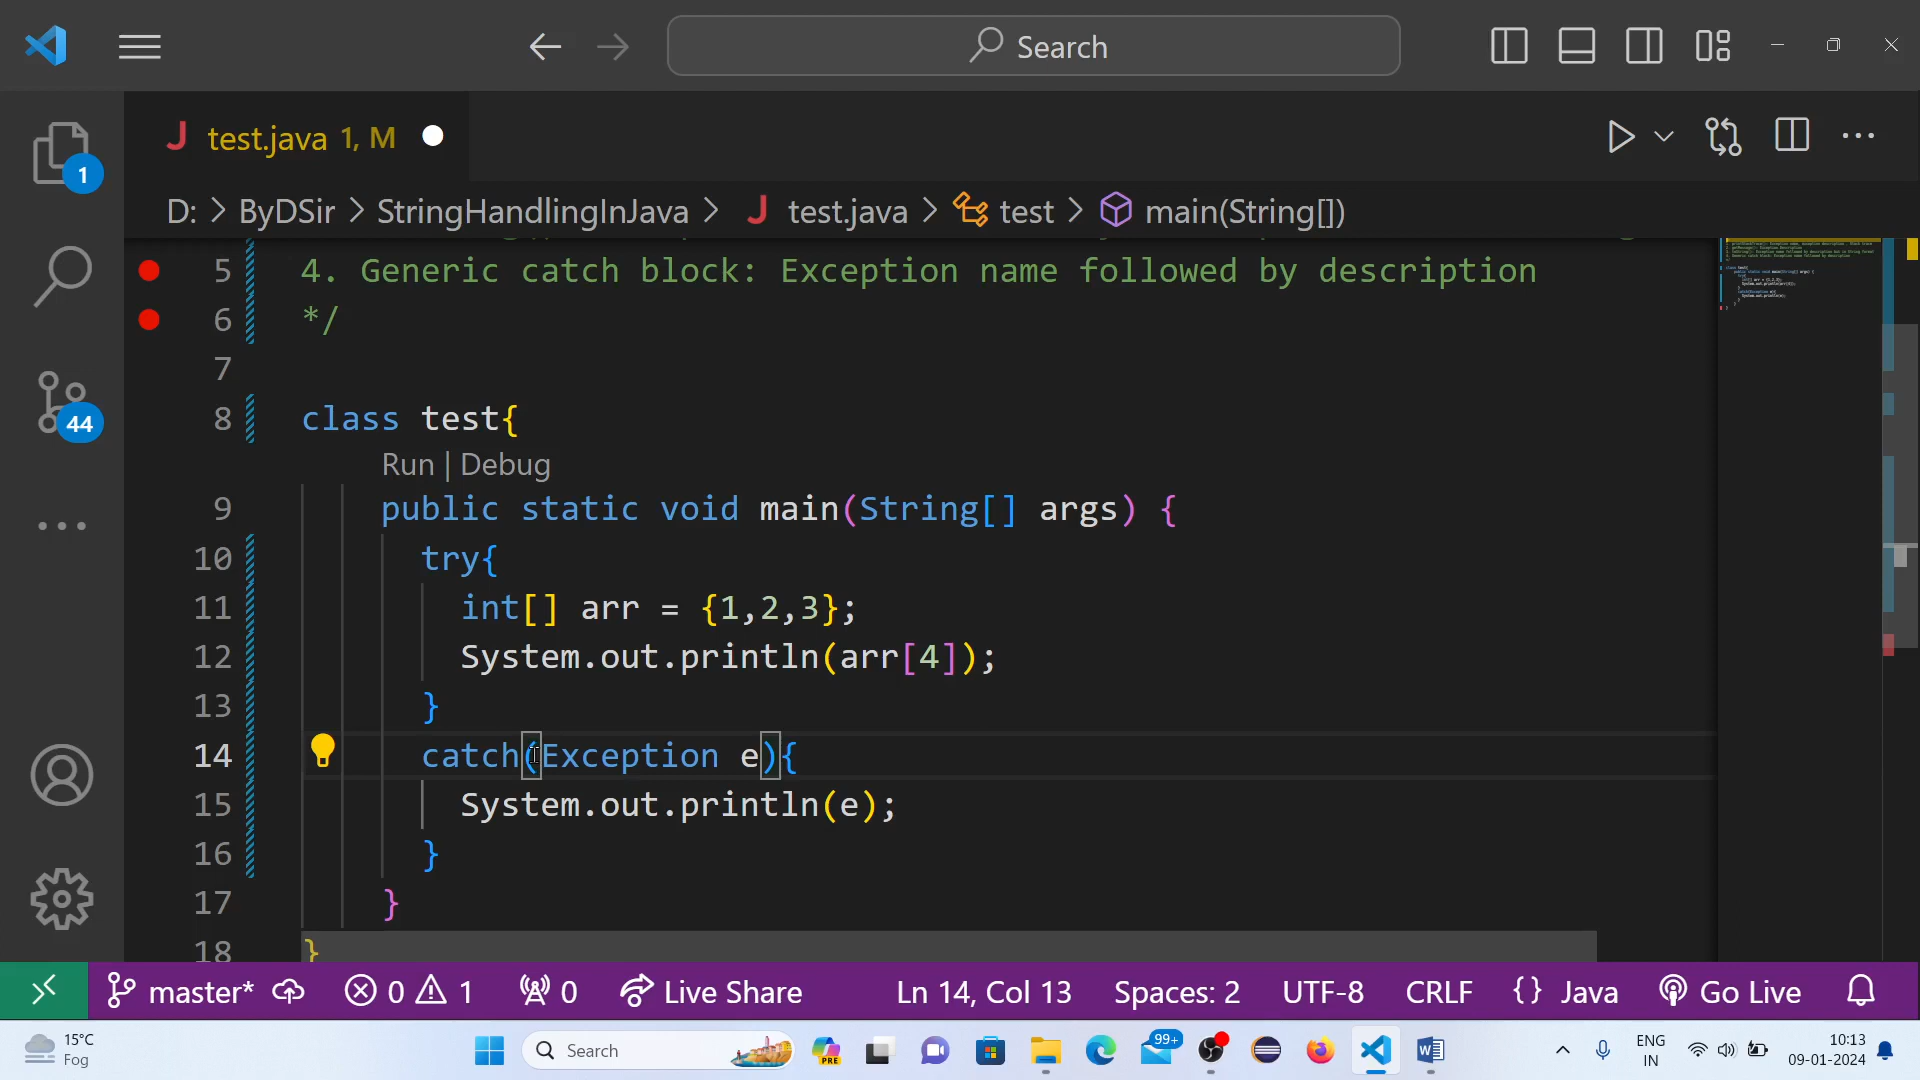 Search
1
test.java 1, M
D: > ByDSir > StringHandlingInJava > test.java > test > main(String[])
5 4. Generic catch block: Exception name followed by description
6 */
7
44
8 class test{
Run | Debug
9 public static void main(String[] args) {
10 try{
11 int[] arr = {1,2,3};
12 System.out.println(arr[4]);
13 }
14 catch(Exception e){
15 System.out.println(e);
16 }
17 }
18 }
master* 0 1 0 Live Share Ln 14, Col 13 Spaces: 2 UTF-8 CRLF {} Java Go Live
15°C
Fog
Search
PRE
99+
ENG
IN
10:13
09-01-2024